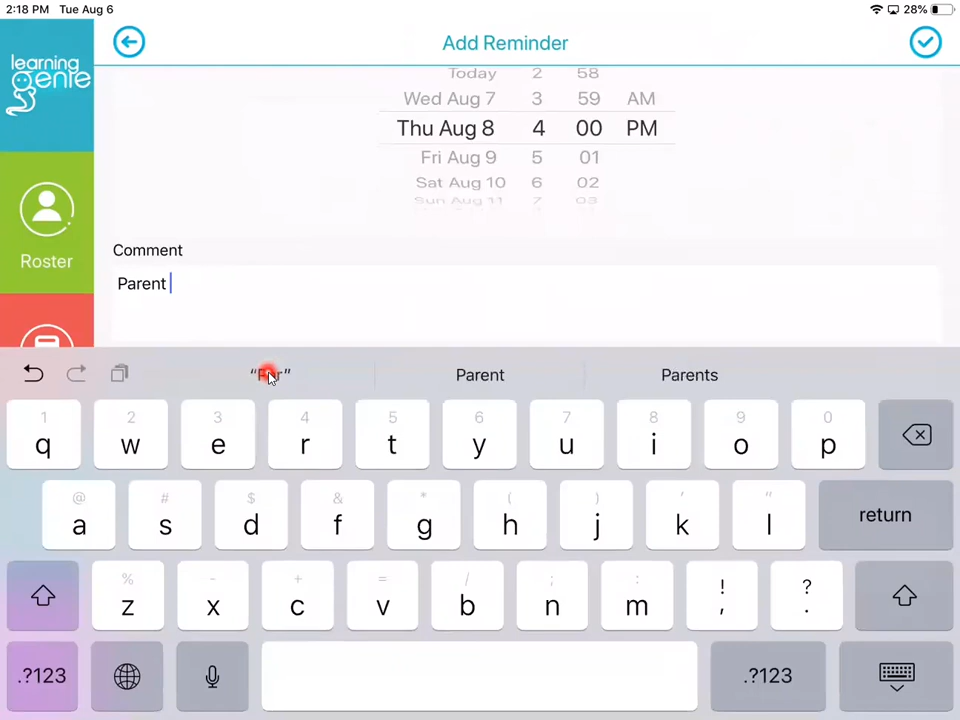 2:18 PM Tue Aug 6 28%
learning genie
Add Reminder
Today 2 58
Wed Aug 7 3 59 AM
Thu Aug 8 4 00 PM
Fri Aug 9 5 01
Sat Aug 10 6 02
Sun Aug 11 7 03
Roster
Comment
Parent
Parent Parents
1 2 3 4 5 6 7 8 9 0
q w e r t y u i o p
@ # $ & * ( ) ' "
a s d f g h j k l return
% - + = / ; : ! ?
z x c v b n m , .
.?123 .?123